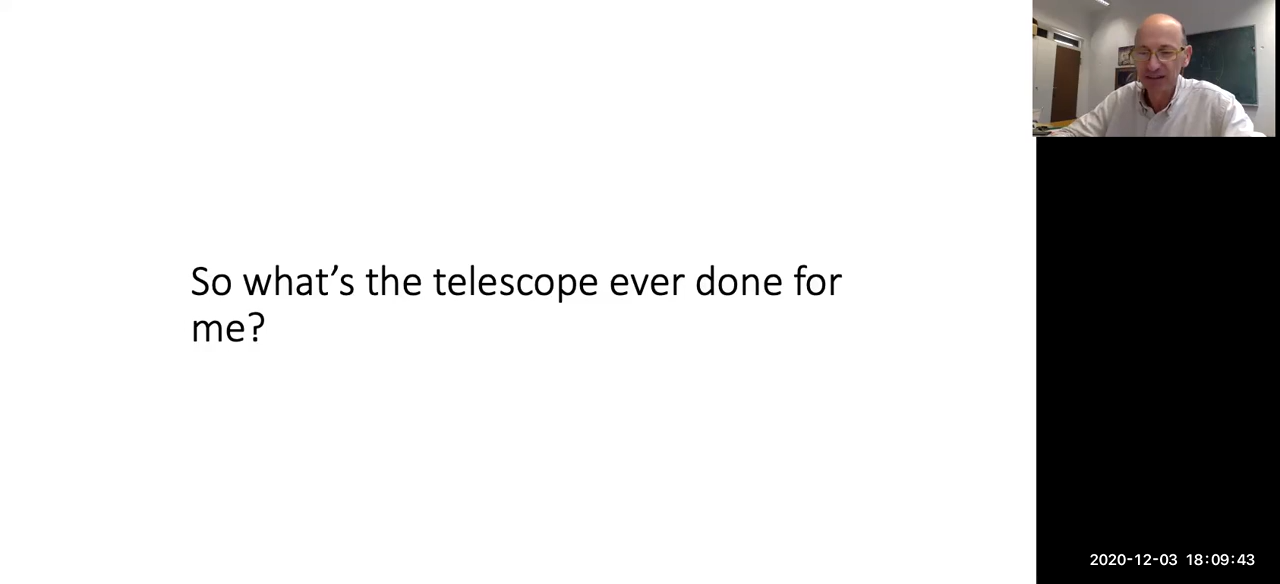 So what’s the telescope ever done for
me?
2020-12-03 18:09:43